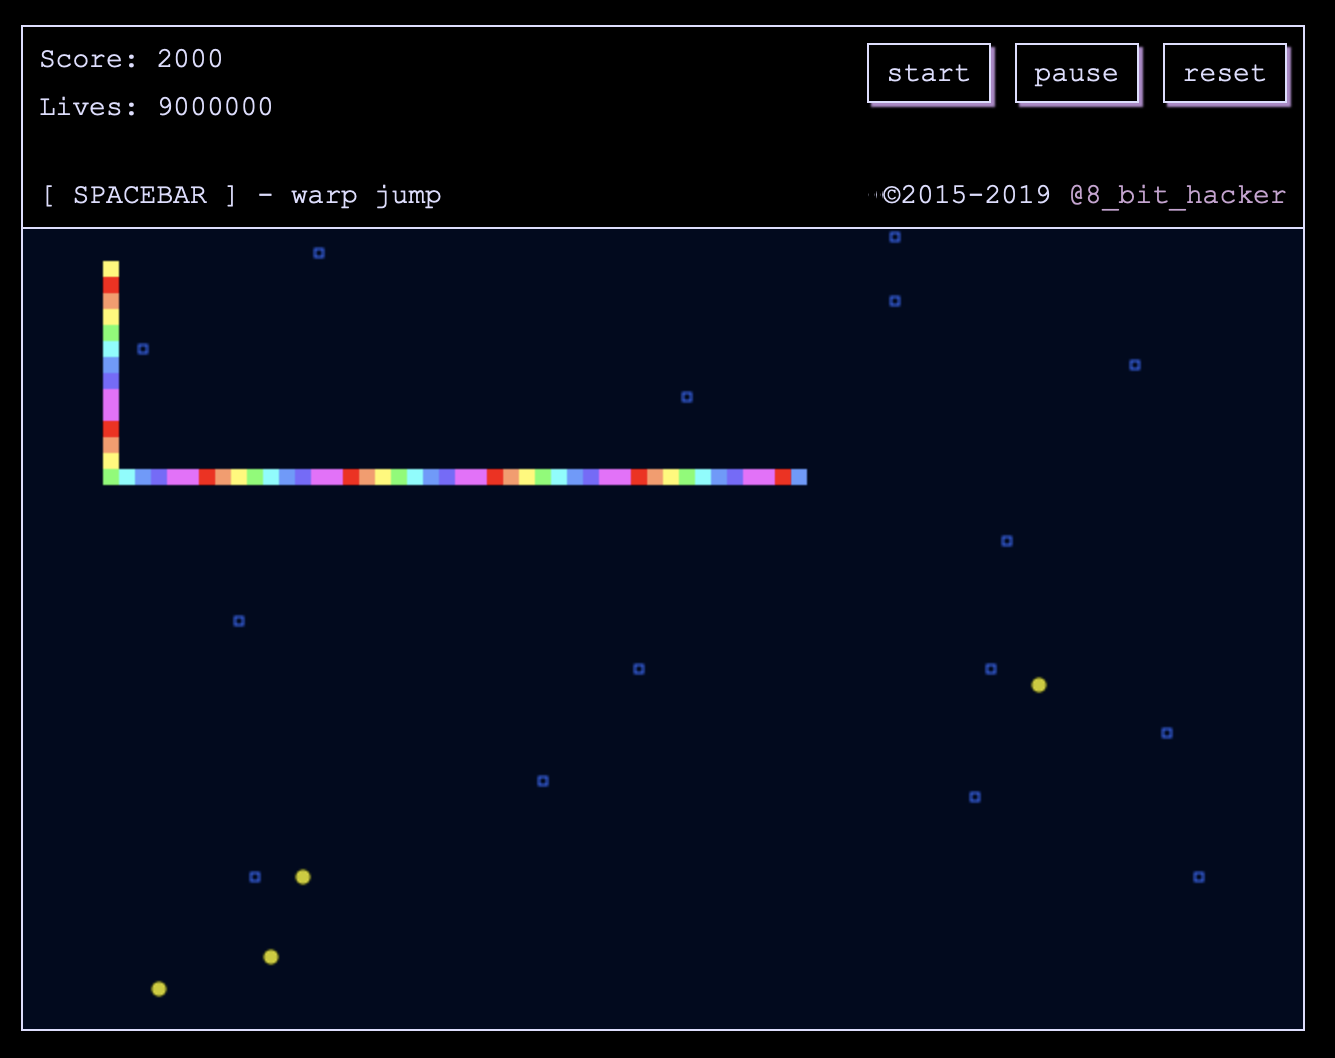 Score: 2000
Lives: 9000000
start
pause
reset
[ SPACEBAR ] - warp jump
©2015-2019 @8_bit_hacker